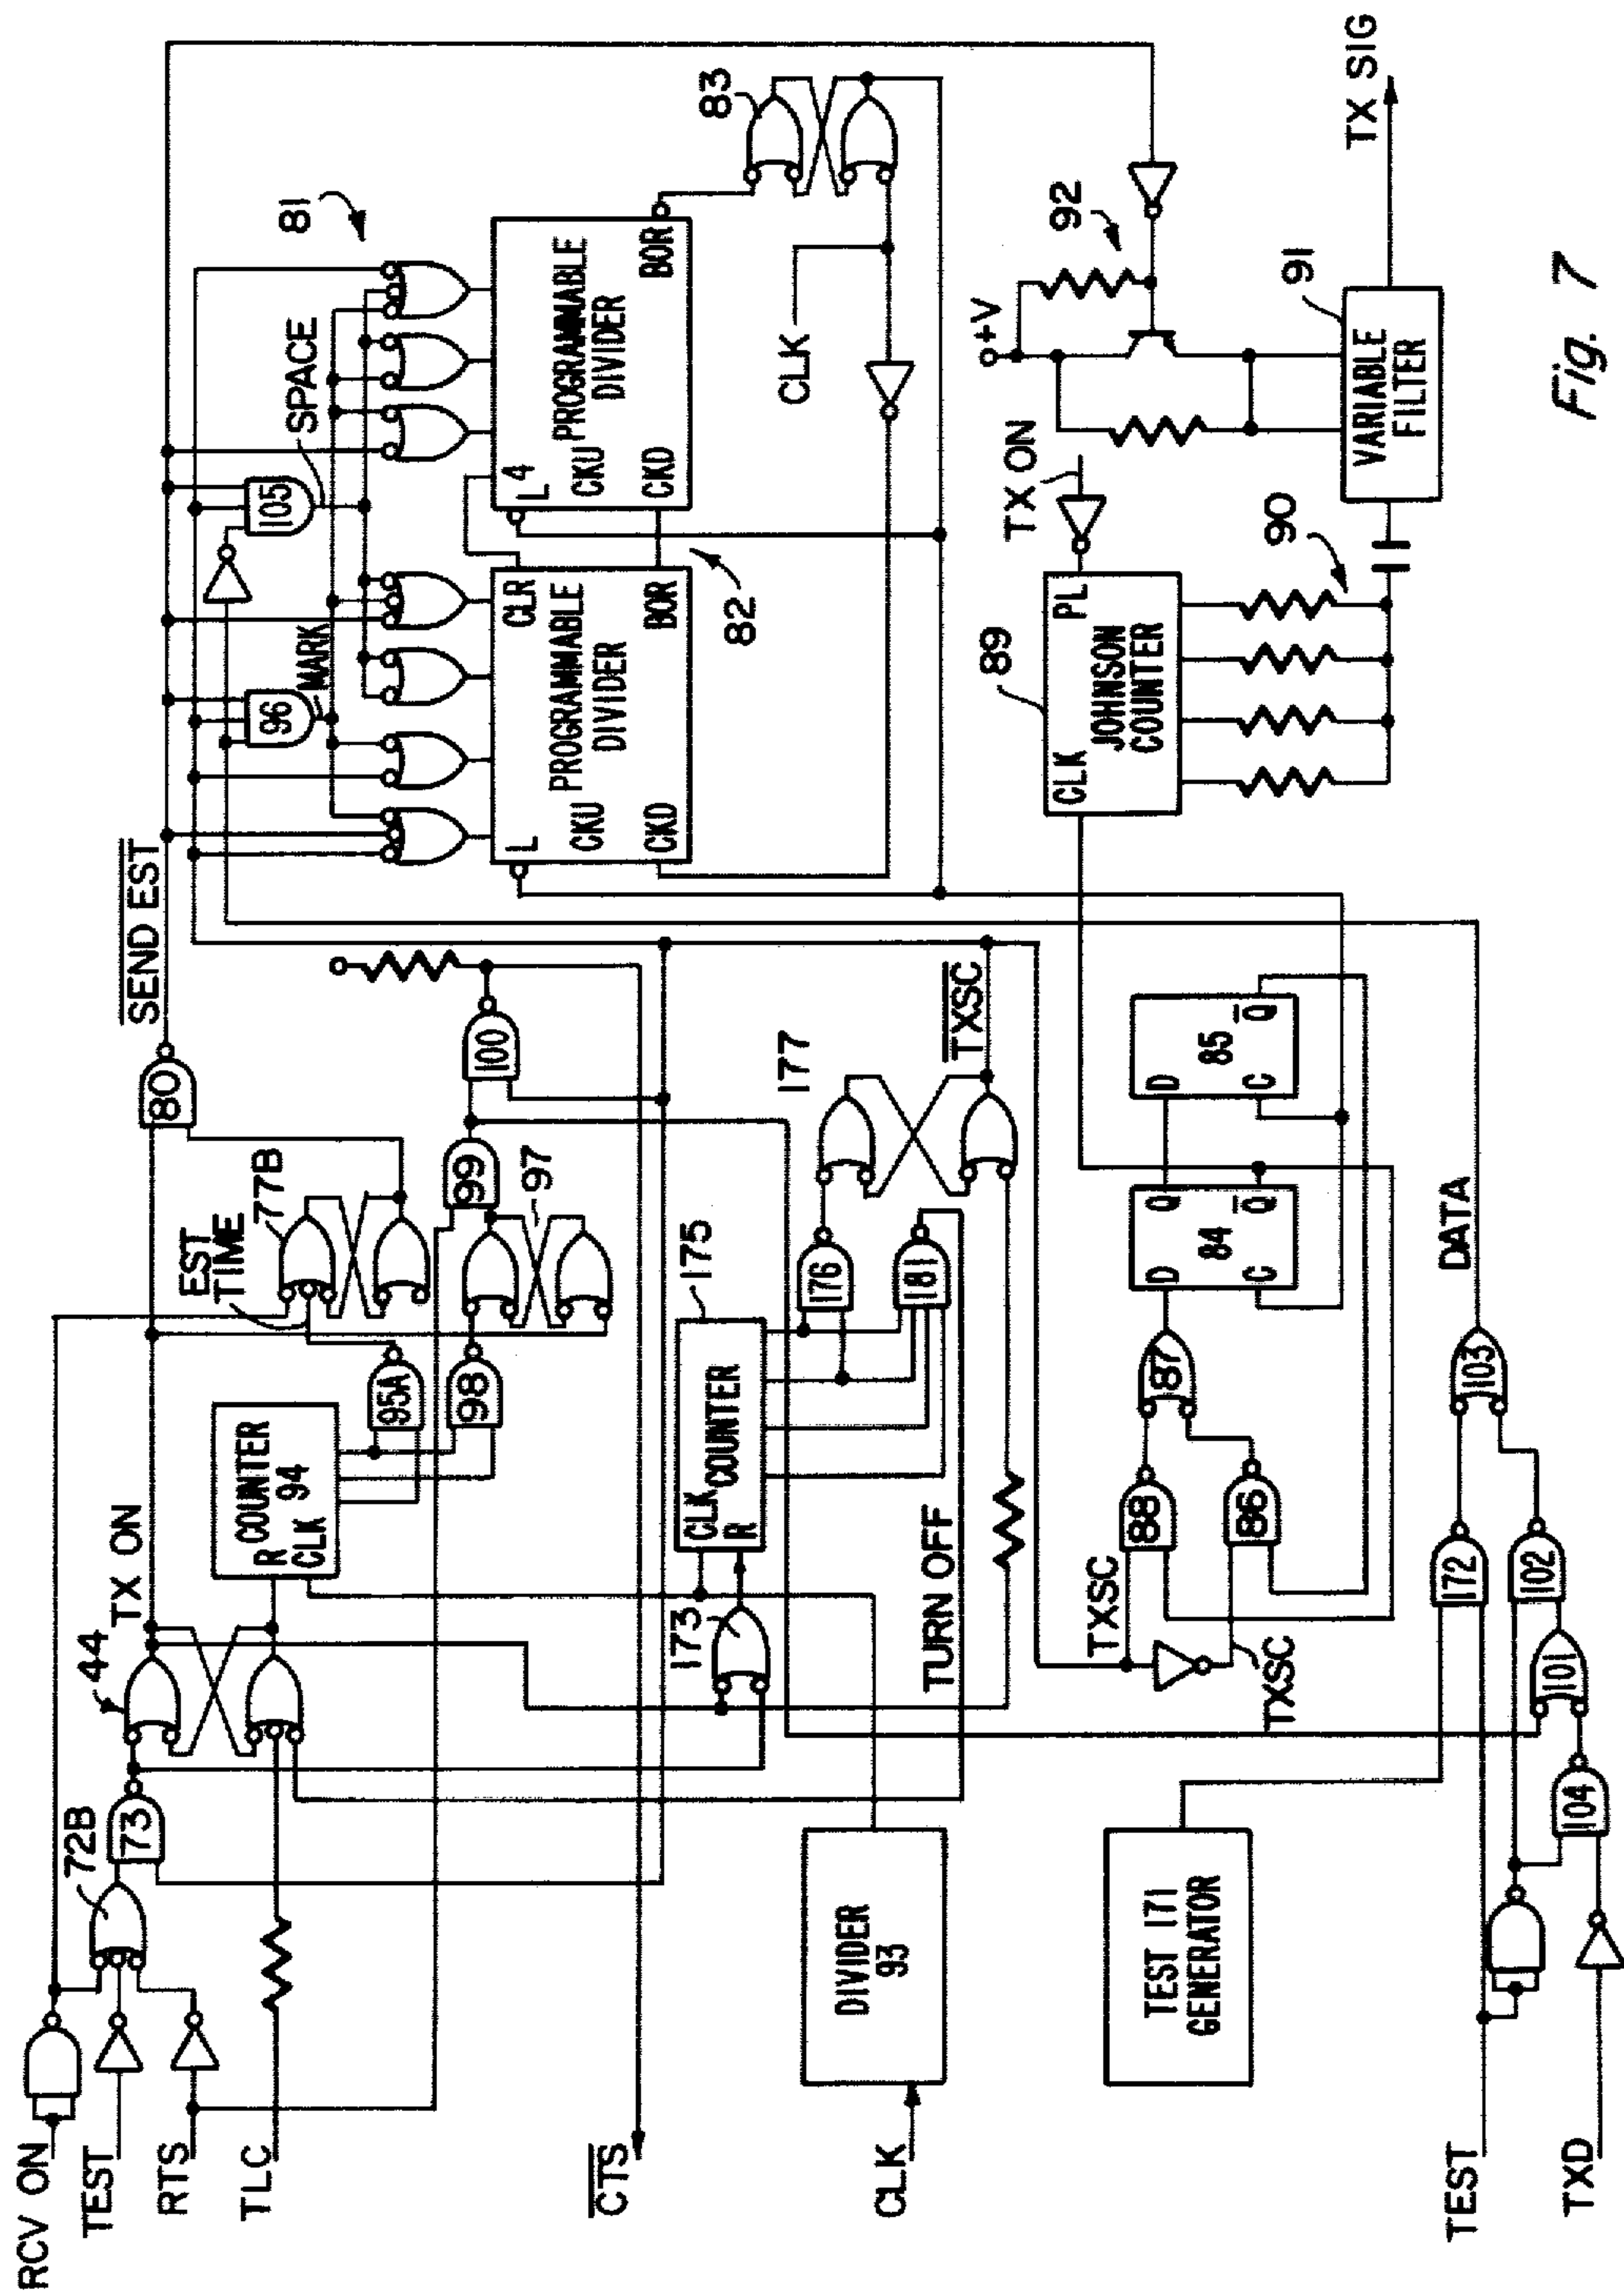 RCV ON
TEST
RTS
TLC
72B
73
44
TX ON
COUNTER
94
R
CLK
EST
TIME
77B
95A
98
99
97
80
SEND EST
100
CTS
96
MARK
105
SPACE
81
CLR
PROGRAMMABLE
DIVIDER
L
CKU
CKD
BOR
82
L
4
PROGRAMMABLE
DIVIDER
CKU
CKD
BOR
83
CLK
CLK
DIVIDER
93
173
CLK
R
COUNTER
175
176
181
177
TXSC
TURN OFF
TEST 171
GENERATOR
TXSC
TXSC
88
86
87
D
Q
84
C
Q
D
85
C
Q
89
CLK
PL
JOHNSON
COUNTER
TX ON
90
+V
92
VARIABLE
FILTER
91
TX SIG
TEST
TXD
104
101
172
102
103
DATA
Fig. 7